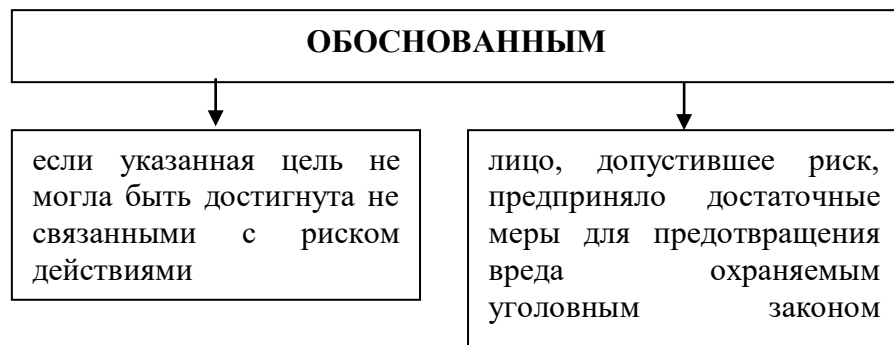 ОБОСНОВАННЫМ
если указанная цель не
могла быть достигнута не
связанными с риском
действиями
лицо, допустившее риск,
предприняло достаточные
меры для предотвращения
вреда охраняемым
уголовным законом